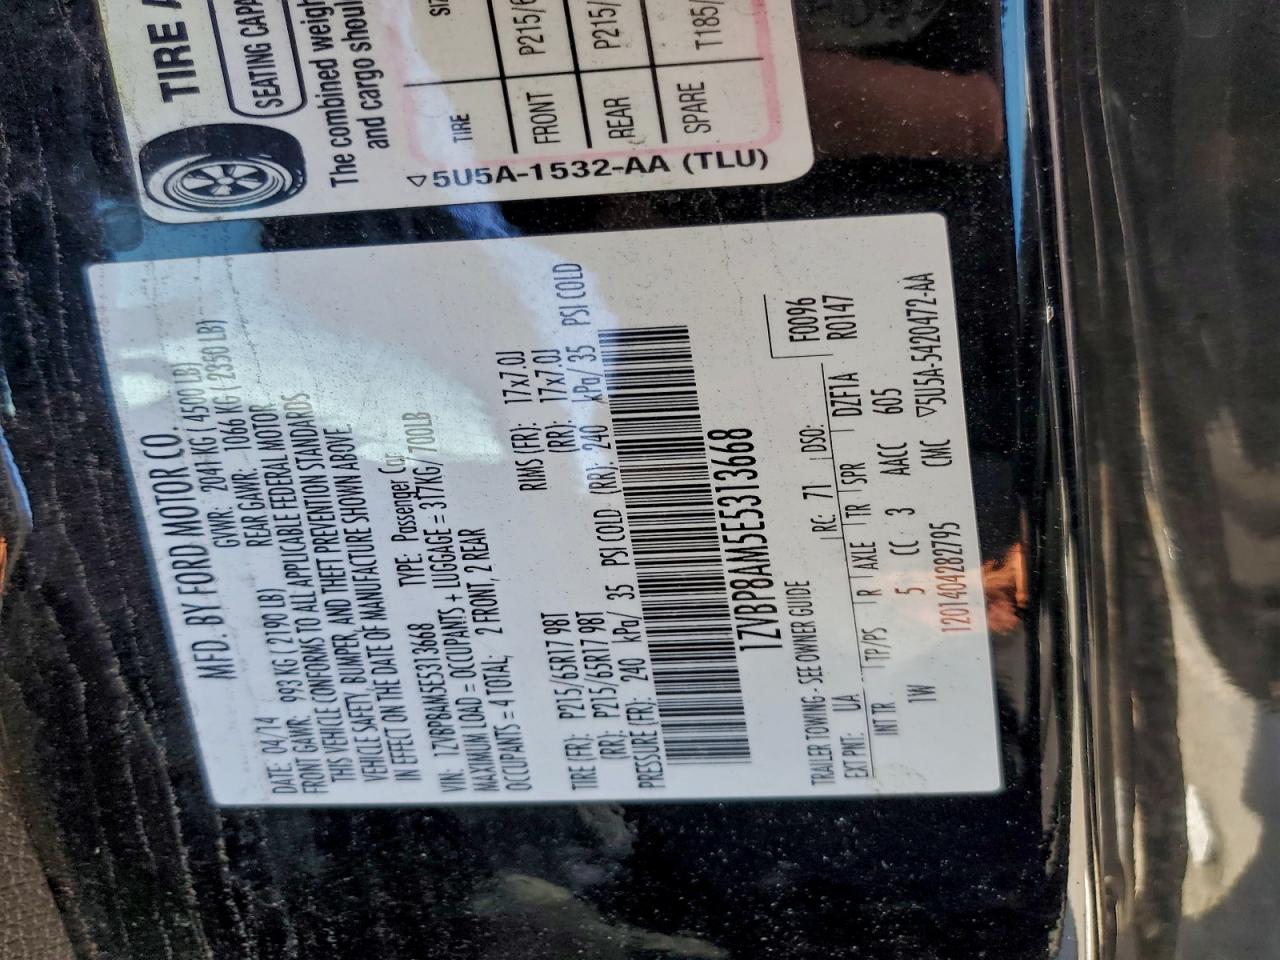 TIRE A
SEATING CAPA
The combined weigh
and cargo shoul
TIRE
FRONT P215/6
REAR P215/
SPARE T185/
5U5A-1532-AA (TLU)
MFD. BY FORD MOTOR CO
DATE: 04/14 GVWR: 2041 KG ( 4500 LB)
FRONT GAWR: 993 KG ( 2190 LB) REAR GAWR: 1066 KG ( 2350 LB)
THIS VEHICLE CONFORMS TO ALL APPLICABLE FEDERAL MOTOR
VEHICLE SAFETY, BUMPER, AND THEFT PREVENTION STANDARDS
IN EFFECT ON THE DATE OF MANUFACTURE SHOWN ABOVE.
VIN: 1ZVBP8AM5E5313668 TYPE: Passenger Car
MAXIMUM LOAD = OCCUPANTS + LUGGAGE = 317KG/ 700LB
OCCUPANTS = 4 TOTAL, 2 FRONT, 2 REAR
TIRE (FR): P215/65R17 98T RIMS (FR): 17x7.0J
(RR): P215/65R17 98T (RR): 17x7.0J
PRESSURE (FR): 240 kPa/ 35 PSI COLD (RR): 240 kPa/ 35 PSI COLD
1ZVBP8AM5E5313668
TRAILER TOWING - SEE OWNER GUIDE
EXT PNT: UA RC: 71 DSO: F0096
INT TR TP/PS R AXLE TR SPR DZFTA R0147
1W 5 CC 3 AACC 605
1201404282795 CMC ▽5U5A-5420472-AA